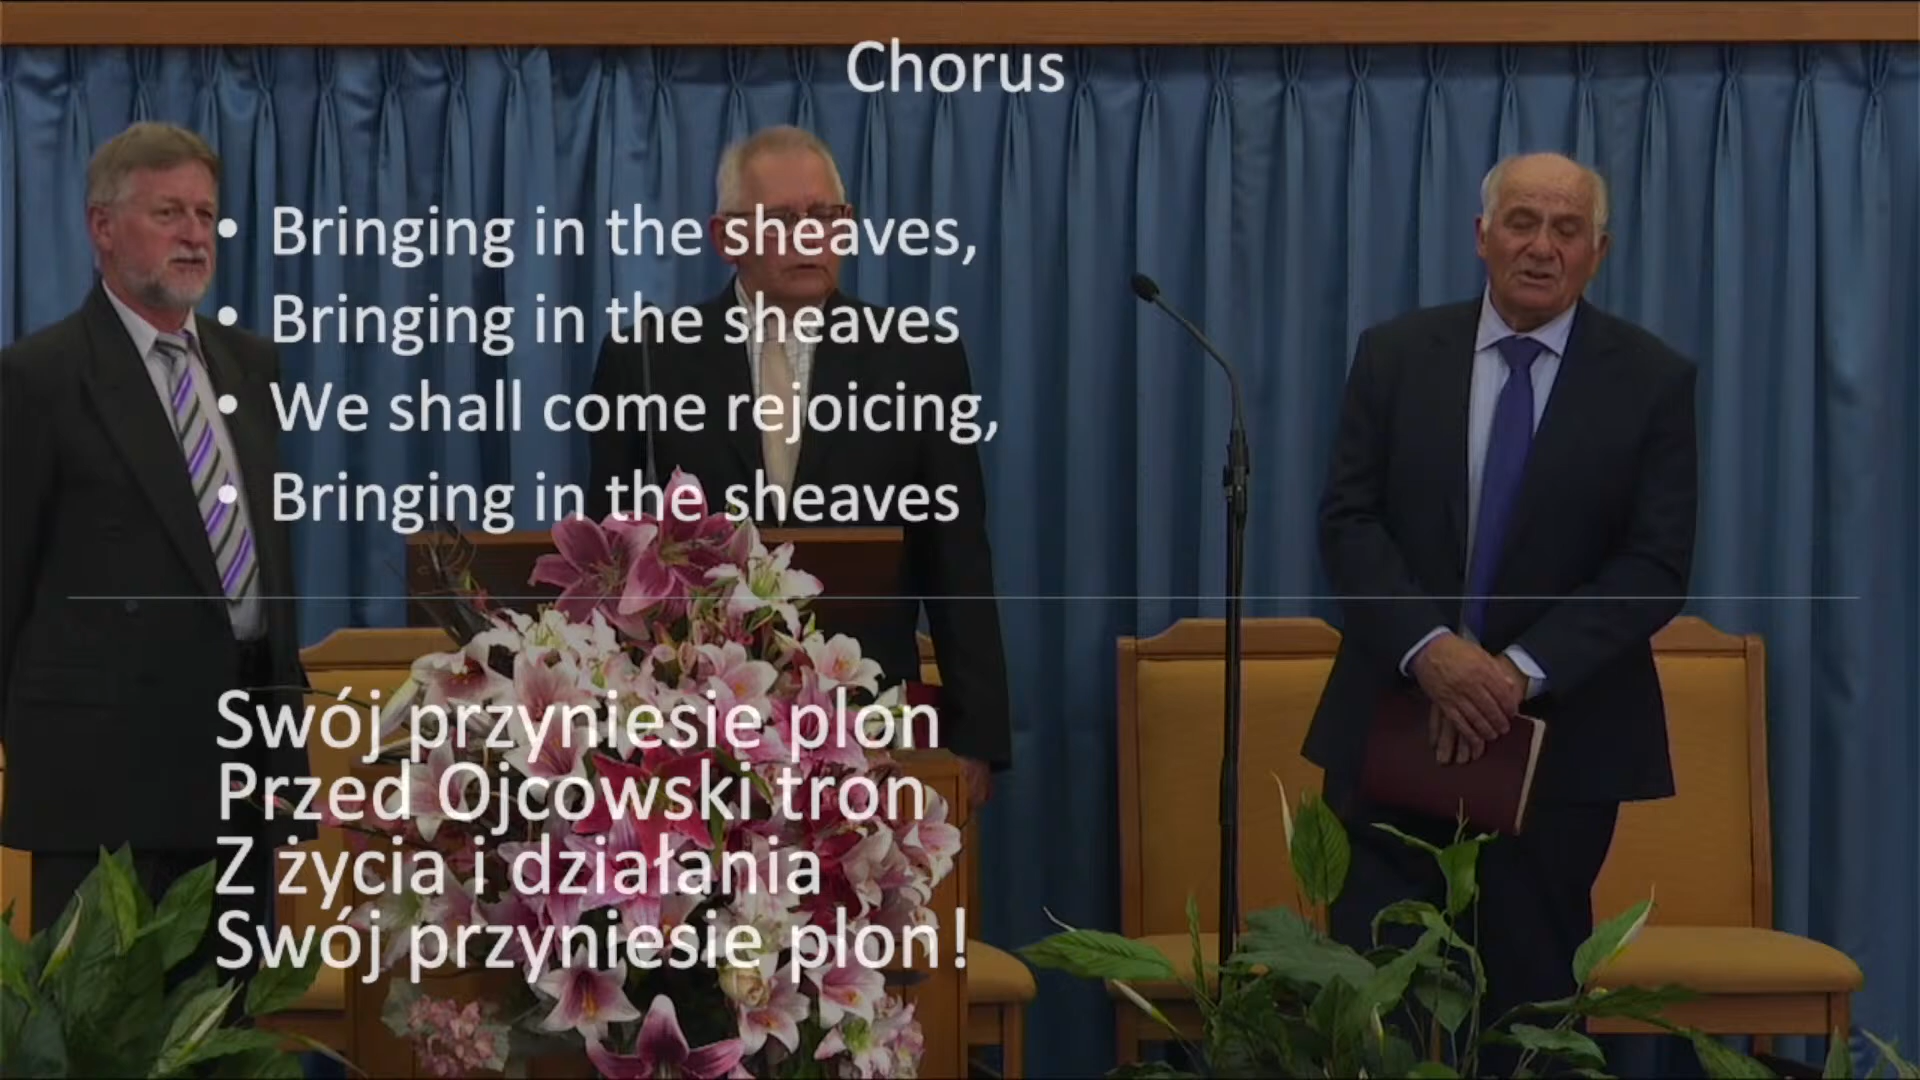 Chorus
• Bringing in the sheaves,
• Bringing in the sheaves
• We shall come rejoicing,
• Bringing in the sheaves
Swój przyniesie plon
Przed Ojcowski tron
Z życia i działania
Swój przyniesie plon!